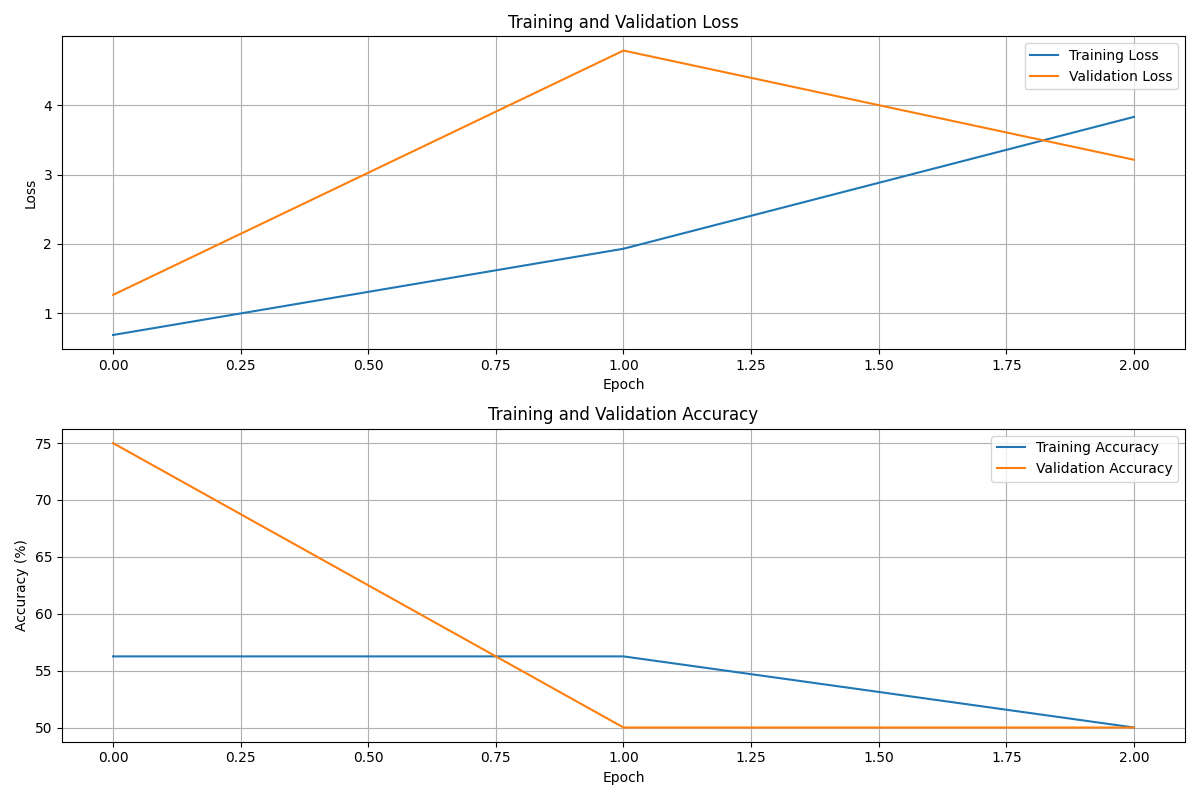 Training and Validation Loss
Training Loss
Validation Loss
4
3
2
1
Loss
0.00 0.25 0.50 0.75 1.00 1.25 1.50 1.75 2.00
Epoch
Training and Validation Accuracy
Training Accuracy
Validation Accuracy
75
70
65
60
55
50
Accuracy (%)
0.00 0.25 0.50 0.75 1.00 1.25 1.50 1.75 2.00
Epoch